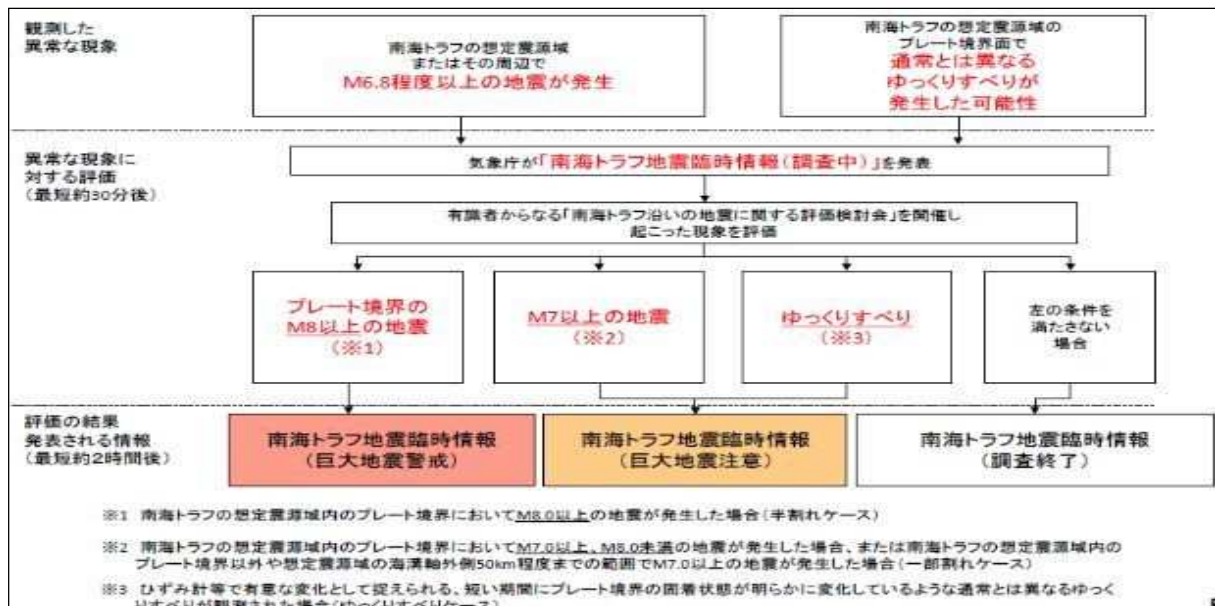 観測した
異常な現象
南海トラフの想定震源域
またはその周辺で
M6.8程度以上の地震が発生
南海トラフの想定震源域の
プレート境界面で
通常とは異なる
ゆっくりすべりが
発生した可能性
異常な現象に
対する評価
(最短約30分後)
気象庁が「南海トラフ地震臨時情報(調査中)」を発表
有識者からなる「南海トラフ沿いの地震に関する評価検討会」を開催し
起こった現象を評価
プレート境界の
M8以上の地震
(※1)
M7以上の地震
(※2)
ゆっくりすべり
(※3)
左の条件を
満たさない
場合
評価の結果
発表される情報
(最短約2時間後)
南海トラフ地震臨時情報
(巨大地震警戒)
南海トラフ地震臨時情報
(巨大地震注意)
南海トラフ地震臨時情報
(調査終了)
※1 南海トラフの想定震源域内のプレート境界においてM8.0以上の地震が発生した場合(半割れケース)
※2 南海トラフの想定震源域内のプレート境界においてM7.0以上、M8.0未満の地震が発生した場合、または南海トラフの想定震源域内の
プレート境界以外や想定震源域の海溝軸外側50km程度までの範囲でM7.0以上の地震が発生した場合(一部割れケース)
※3 ひずみ計等で有意な変化として捉えられる、短い期間にプレート境界の固着状態が明らかに変化しているような通常とは異なるゆっく
りすべりが観測された場合(ゆっくりすべりケース)